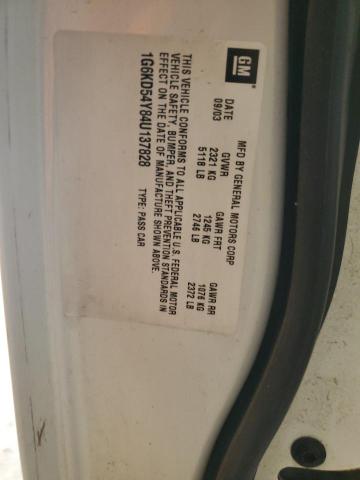 GM
MFD BY GENERAL MOTORS CORP
DATE GVWR GAWR FRT GAWR RR
09/03 2321 KG 1245 KG 1076 KG
5118 LB 2746 LB 2372 LB
THIS VEHICLE CONFORMS TO ALL APPLICABLE U.S. FEDERAL MOTOR
VEHICLE SAFETY, BUMPER, AND THEFT PREVENTION STANDARDS IN
EFFECT ON THE DATE OF MANUFACTURE SHOWN ABOVE.
1G6KD54Y84U137828 TYPE: PASS CAR